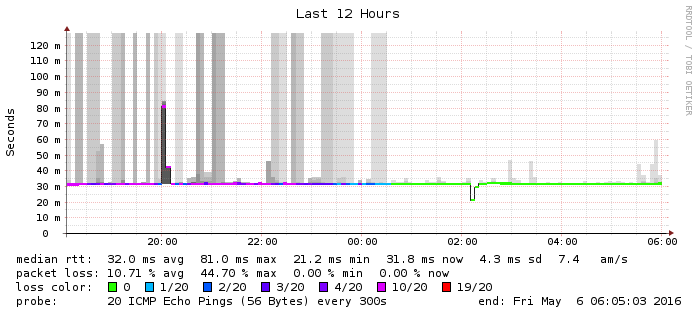 Last 12 Hours
RRDTOOL / TOBI OETIKER
Seconds
120 m
110 m
100 m
90 m
80 m
70 m
60 m
50 m
40 m
30 m
20 m
10 m
0
20:00 22:00 00:00 02:00 04:00 06:00
median rtt: 32.0 ms avg 81.0 ms max 21.2 ms min 31.8 ms now 4.3 ms sd 7.4 am/s
packet loss: 10.71 % avg 44.70 % max 0.00 % min 0.00 % now
loss color: 0 1/20 2/20 3/20 4/20 10/20 19/20
probe: 20 ICMP Echo Pings (56 Bytes) every 300s end: Fri May 6 06:05:03 2016